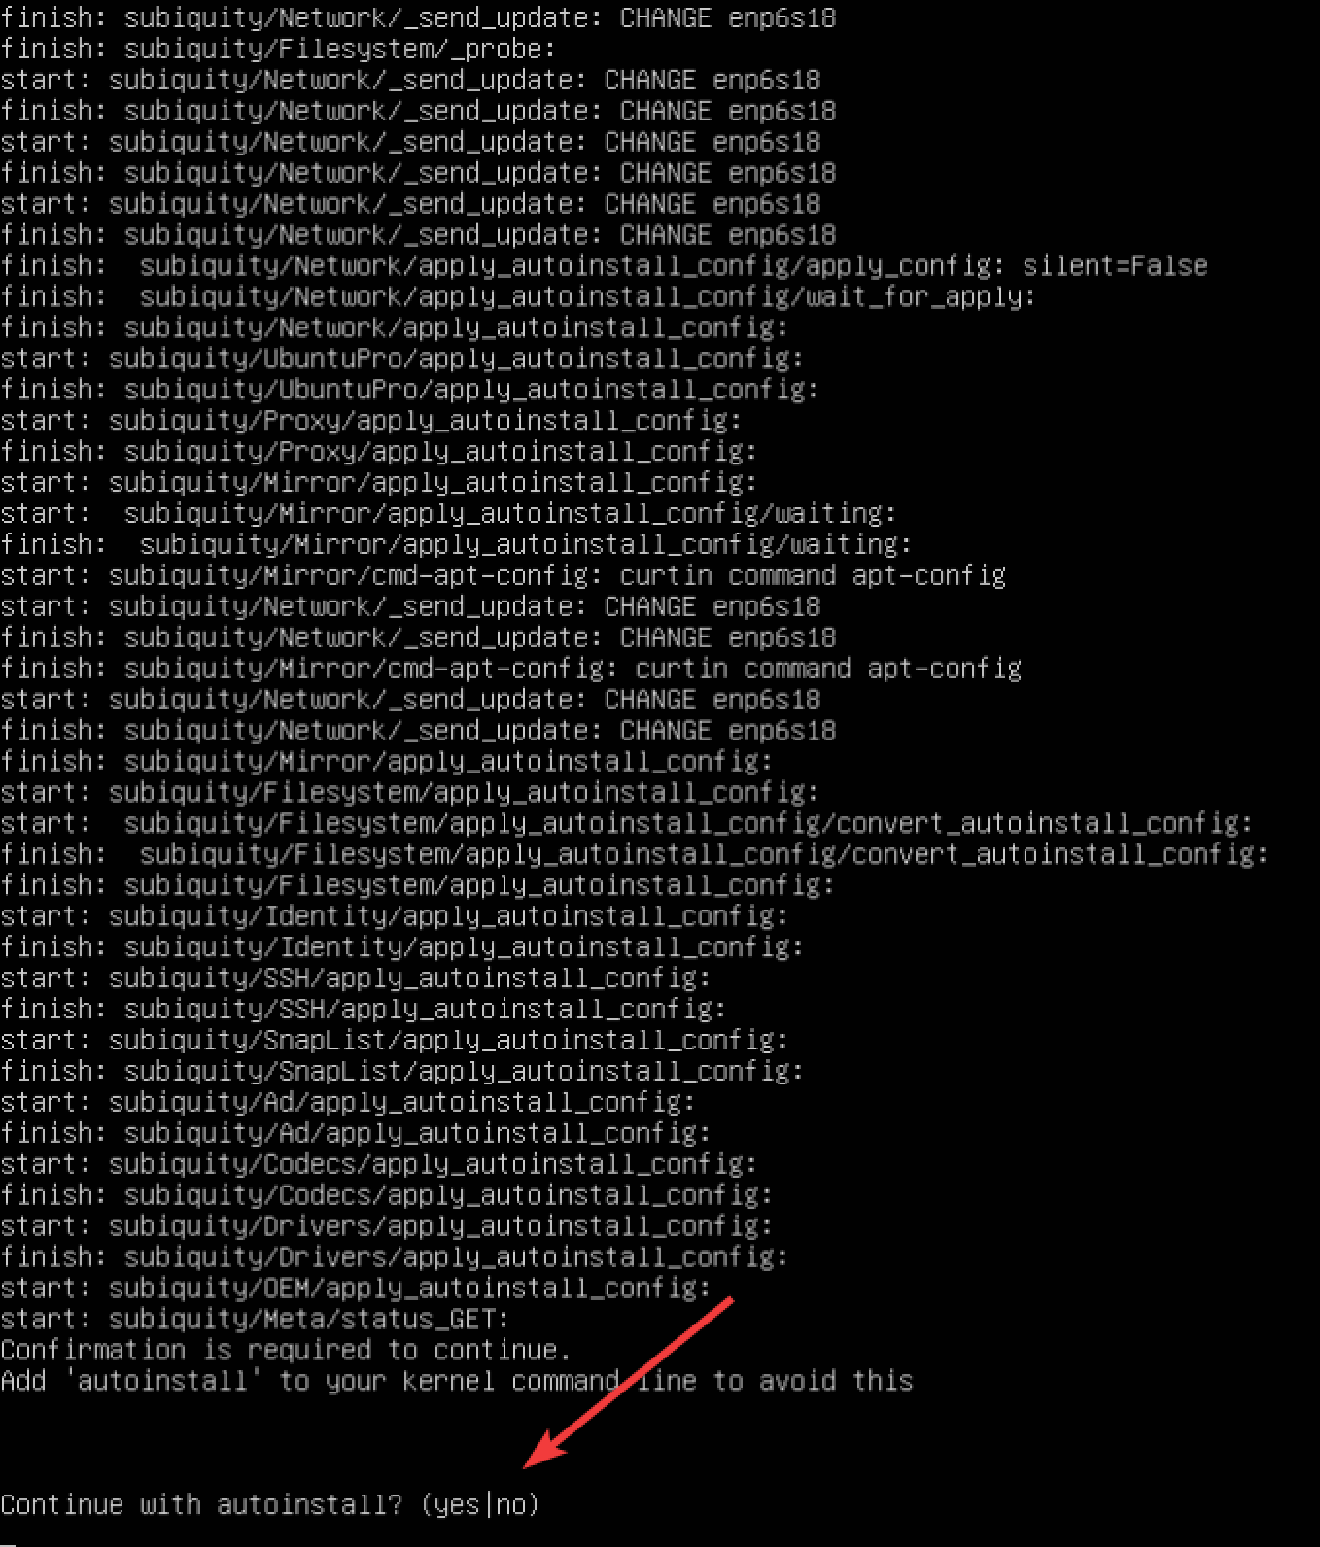 finish: subiquity/Network/_send_update: CHANGE enp6s18
finish: subiquity/Filesystem/_probe:
start: subiquity/Network/_send_update: CHANGE enp6s18
finish: subiquity/Network/_send_update: CHANGE enp6s18
start: subiquity/Network/_send_update: CHANGE enp6s18
finish: subiquity/Network/_send_update: CHANGE enp6s18
start: subiquity/Network/_send_update: CHANGE enp6s18
finish: subiquity/Network/_send_update: CHANGE enp6s18
finish:  subiquity/Network/apply_autoinstall_config/apply_config: silent=False
finish:  subiquity/Network/apply_autoinstall_config/wait_for_apply:
finish: subiquity/Network/apply_autoinstall_config:
start: subiquity/UbuntuPro/apply_autoinstall_config:
finish: subiquity/UbuntuPro/apply_autoinstall_config:
start: subiquity/Proxy/apply_autoinstall_config:
finish: subiquity/Proxy/apply_autoinstall_config:
start: subiquity/Mirror/apply_autoinstall_config:
start:  subiquity/Mirror/apply_autoinstall_config/waiting:
finish:  subiquity/Mirror/apply_autoinstall_config/waiting:
start: subiquity/Mirror/cmd-apt-config: curtin command apt-config
start: subiquity/Network/_send_update: CHANGE enp6s18
finish: subiquity/Network/_send_update: CHANGE enp6s18
finish: subiquity/Mirror/cmd-apt-config: curtin command apt-config
start: subiquity/Network/_send_update: CHANGE enp6s18
finish: subiquity/Network/_send_update: CHANGE enp6s18
finish: subiquity/Mirror/apply_autoinstall_config:
start: subiquity/Filesystem/apply_autoinstall_config:
start:  subiquity/Filesystem/apply_autoinstall_config/convert_autoinstall_config:
finish:  subiquity/Filesystem/apply_autoinstall_config/convert_autoinstall_config:
finish: subiquity/Filesystem/apply_autoinstall_config:
start: subiquity/Identity/apply_autoinstall_config:
finish: subiquity/Identity/apply_autoinstall_config:
start: subiquity/SSH/apply_autoinstall_config:
finish: subiquity/SSH/apply_autoinstall_config:
start: subiquity/SnapList/apply_autoinstall_config:
finish: subiquity/SnapList/apply_autoinstall_config:
start: subiquity/Ad/apply_autoinstall_config:
finish: subiquity/Ad/apply_autoinstall_config:
start: subiquity/Codecs/apply_autoinstall_config:
finish: subiquity/Codecs/apply_autoinstall_config:
start: subiquity/Drivers/apply_autoinstall_config:
finish: subiquity/Drivers/apply_autoinstall_config:
start: subiquity/OEM/apply_autoinstall_config:
start: subiquity/Meta/status_GET:
Confirmation is required to continue.
Add 'autoinstall' to your kernel command line to avoid this
Continue with autoinstall? (yes|no)